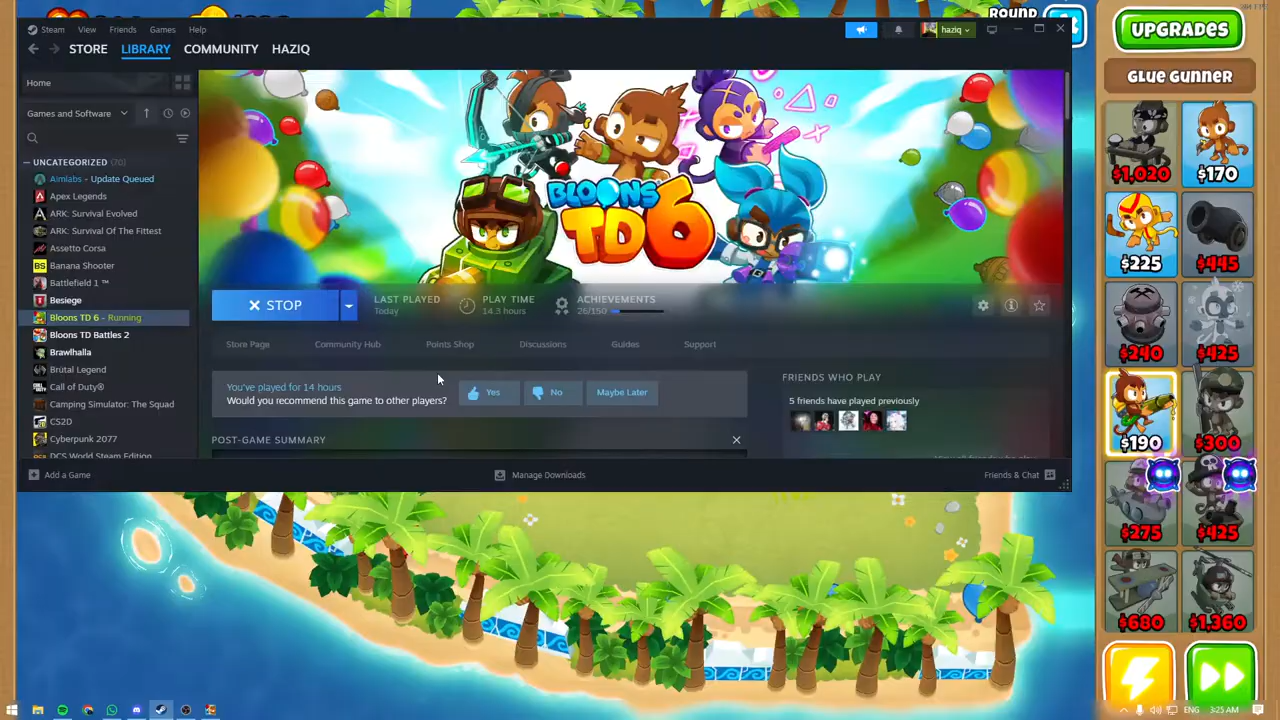 ROUND
Steam View Friends Games Help
haziq
STORE LIBRARY COMMUNITY HAZIQ
Home
Games and Software
UNCATEGORIZED (70)
Aimlabs - Update Queued
Apex Legends
ARK: Survival Evolved
ARK: Survival Of The Fittest
Assetto Corsa
BS Banana Shooter
Battlefield 1 ™
Besiege
Bloons TD 6 - Running
Bloons TD Battles 2
Brawlhalla
Brutal Legend
Call of Duty®
Camping Simulator: The Squad
CS2D
Cyberpunk 2077
DCS World Steam Edition
Add a Game
BLOONS
TD6
STOP
LAST PLAYED
Today
PLAY TIME
14.3 hours
ACHIEVEMENTS
26/150
Store Page Community Hub Points Shop Discussions Guides Support
You've played for 14 hours
Would you recommend this game to other players?
Yes No Maybe Later
POST-GAME SUMMARY
FRIENDS WHO PLAY
5 friends have played previously
Manage Downloads
Friends & Chat
UPGRADES
GLUE GUNNER
$1,020 $170
$225 $445
$240 $425
$190 $300
$275 $425
$680 $1,360
ENG 3:25 AM